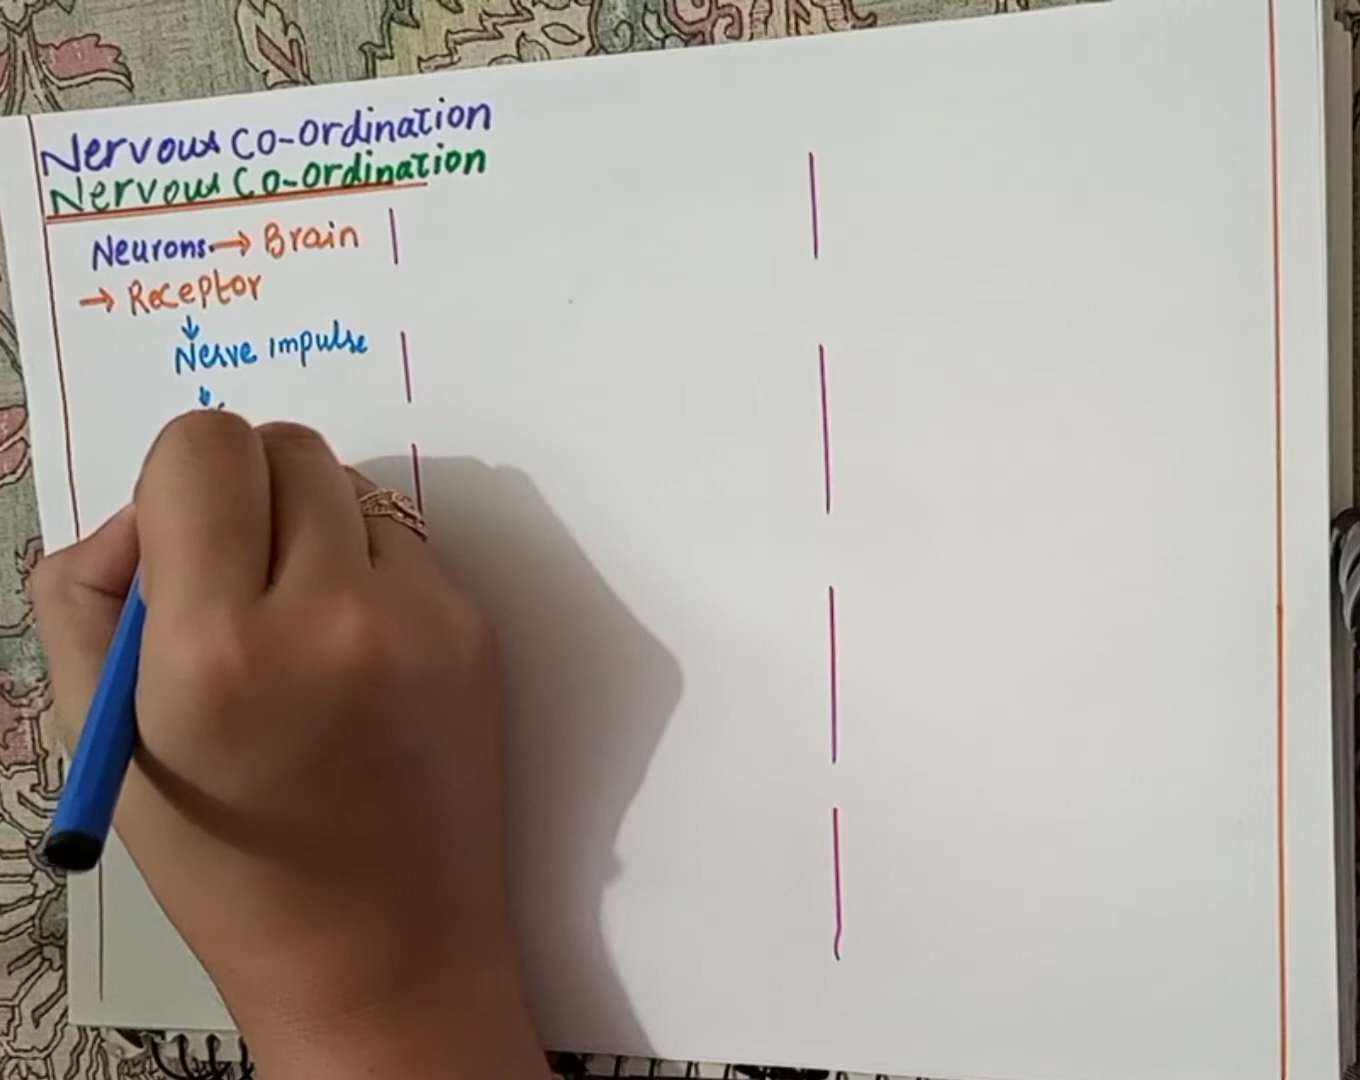 Nervous Co-Ordination
Nervous Co-Ordination
Neurons → Brain
→ Receptor
↓
Nerve impulse
↓